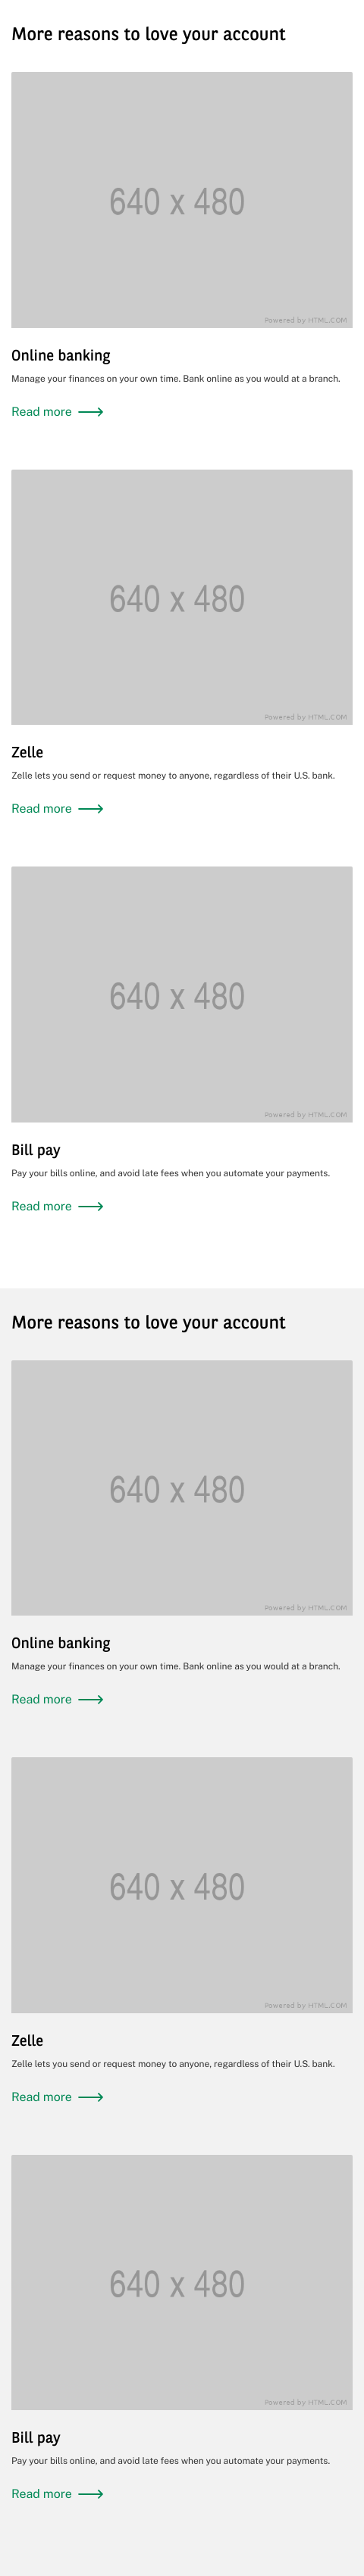 More reasons to love your account
640 x 480
Powered by HTML.COM
Online banking
Manage your finances on your own time. Bank online as you would at a branch.
Read more
640 x 480
Powered by HTML.COM
Zelle
Zelle lets you send or request money to anyone, regardless of their U.S. bank.
Read more
640 x 480
Powered by HTML.COM
Bill pay
Pay your bills online, and avoid late fees when you automate your payments.
Read more
More reasons to love your account
640 x 480
Powered by HTML.COM
Online banking
Manage your finances on your own time. Bank online as you would at a branch.
Read more
640 x 480
Powered by HTML.COM
Zelle
Zelle lets you send or request money to anyone, regardless of their U.S. bank.
Read more
640 x 480
Powered by HTML.COM
Bill pay
Pay your bills online, and avoid late fees when you automate your payments.
Read more